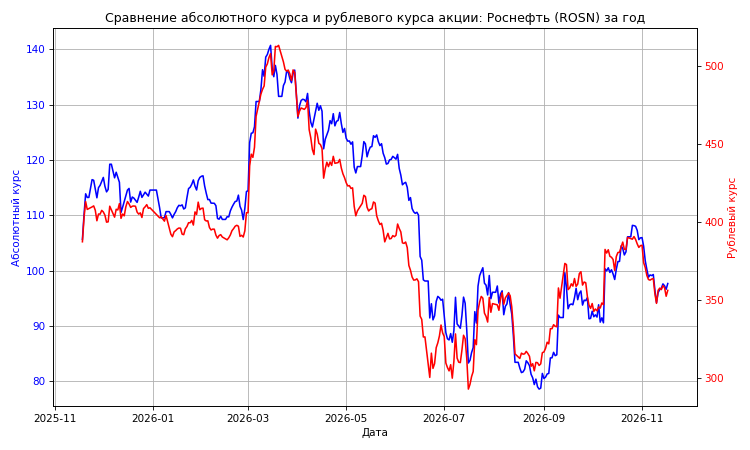 Сравнение абсолютного курса и рублевого курса акции: Роснефть (ROSN) за год
Абсолютный курс
140
130
120
110
100
90
80
500
450
400
350
300
Рублевый курс
2025-11 2026-01 2026-03 2026-05 2026-07 2026-09 2026-11
Дата